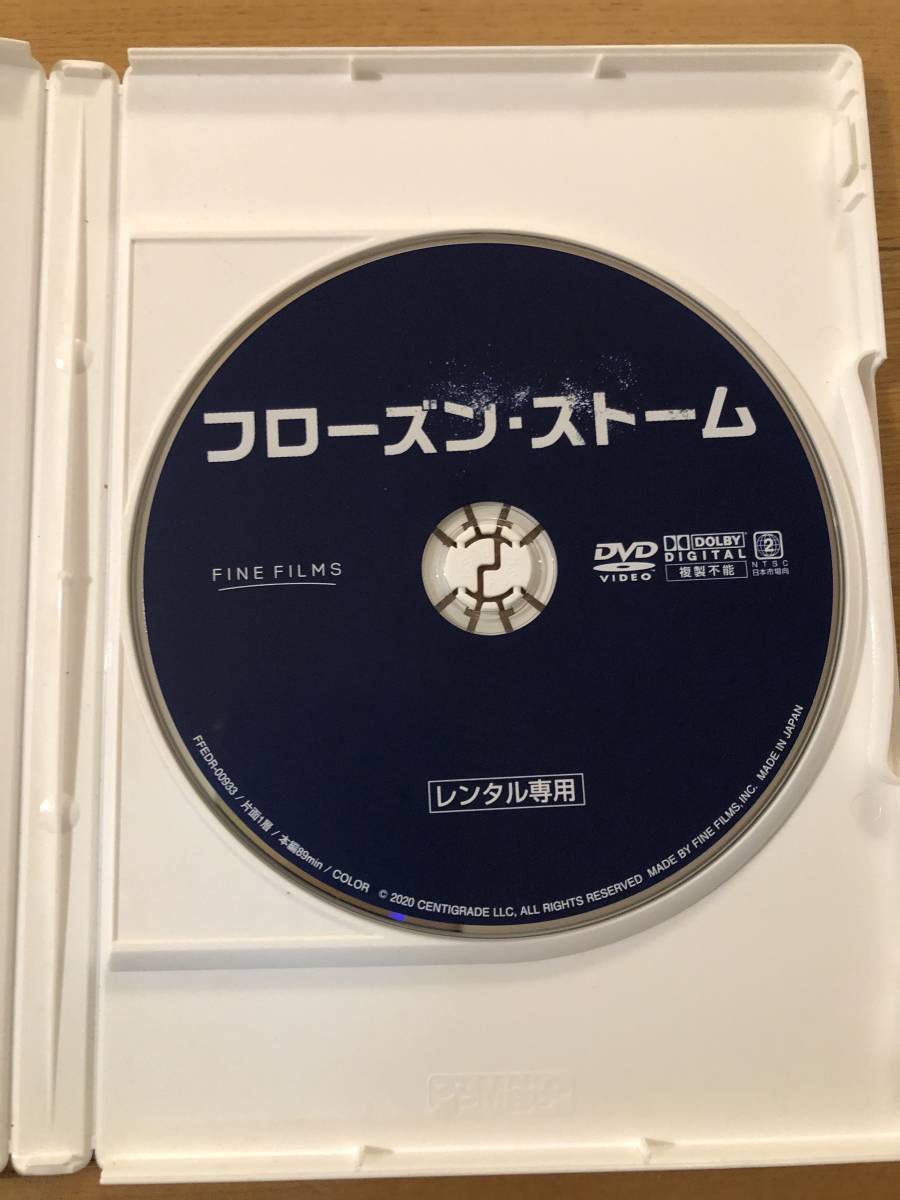 フローズン・ストーム
FINE FILMS
DVD
VIDEO™
DOLBY
DIGITAL
複製不能
2
NTSC
日本市場向
レンタル専用
FFEDR-00933 / 片面1層 / 本編89min / COLOR © 2020 CENTIGRADE LLC, ALL RIGHTS RESERVED MADE BY FINE FILMS, INC. MADE IN JAPAN